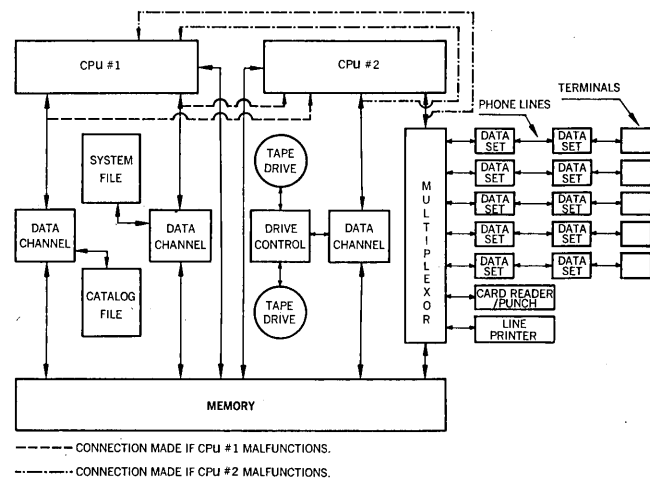 CPU #1
CPU #2
TERMINALS
PHONE LINES
SYSTEM
FILE
TAPE
DRIVE
DATA
CHANNEL
DATA
CHANNEL
DRIVE
CONTROL
DATA
CHANNEL
CATALOG
FILE
TAPE
DRIVE
MULTIPLEXOR
DATA
SET
DATA
SET
DATA
SET
DATA
SET
DATA
SET
DATA
SET
DATA
SET
DATA
SET
DATA
SET
DATA
SET
CARD READER
/PUNCH
LINE
PRINTER
MEMORY
CONNECTION MADE IF CPU #1 MALFUNCTIONS.
CONNECTION MADE IF CPU #2 MALFUNCTIONS.